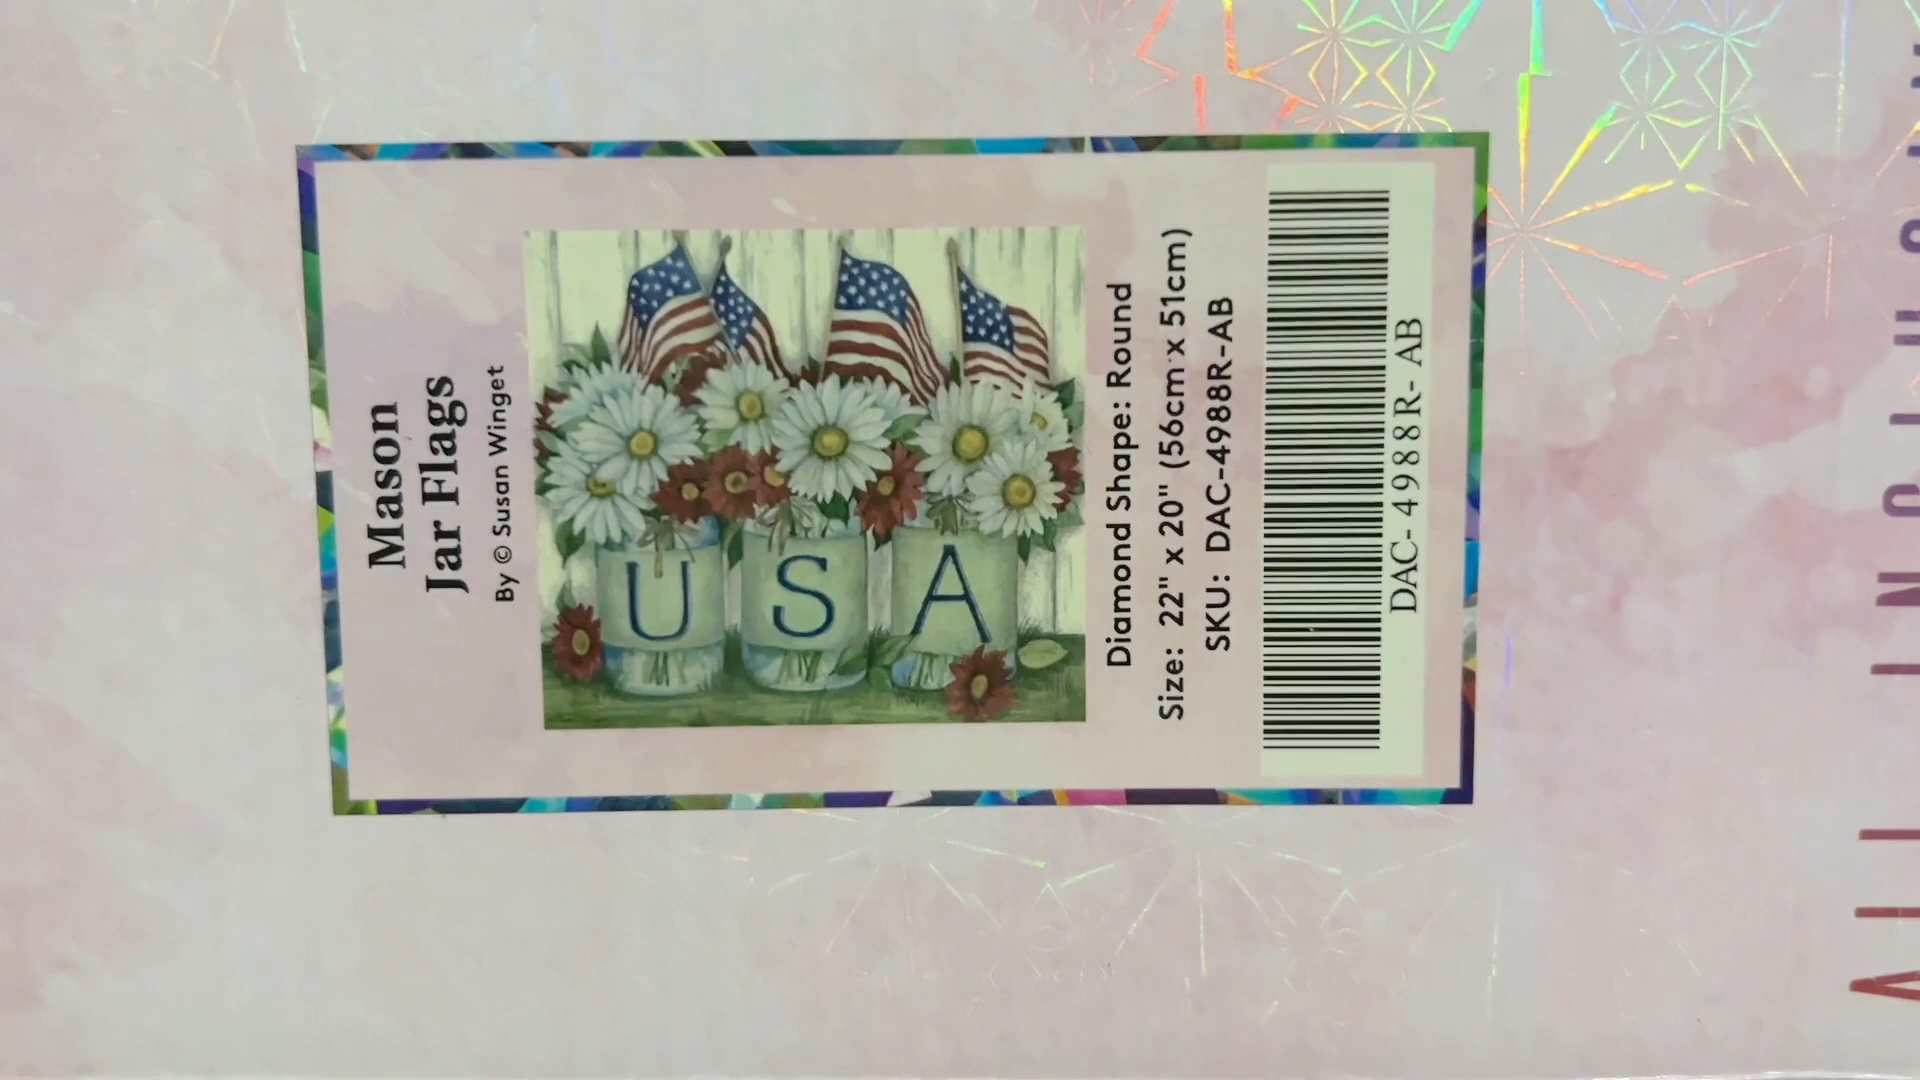 Mason
Jar Flags
By © Susan Winget
U S A
Diamond Shape: Round
Size: 22" x 20" (56cm x 51cm)
SKU: DAC-4988R-AB
DAC- 4988R- AB